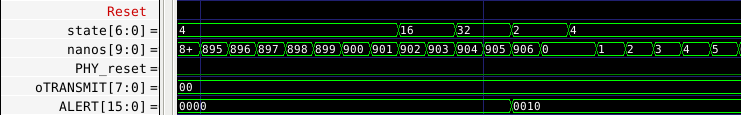 Reset
state[6:0] = 4 16 32 2 4
nanos[9:0] = 8+ 895 896 897 898 899 900 901 902 903 904 905 906 0 1 2 3 4 5
PHY_reset
oTRANSMIT[7:0] = 00
ALERT[15:0] = 0000 0010